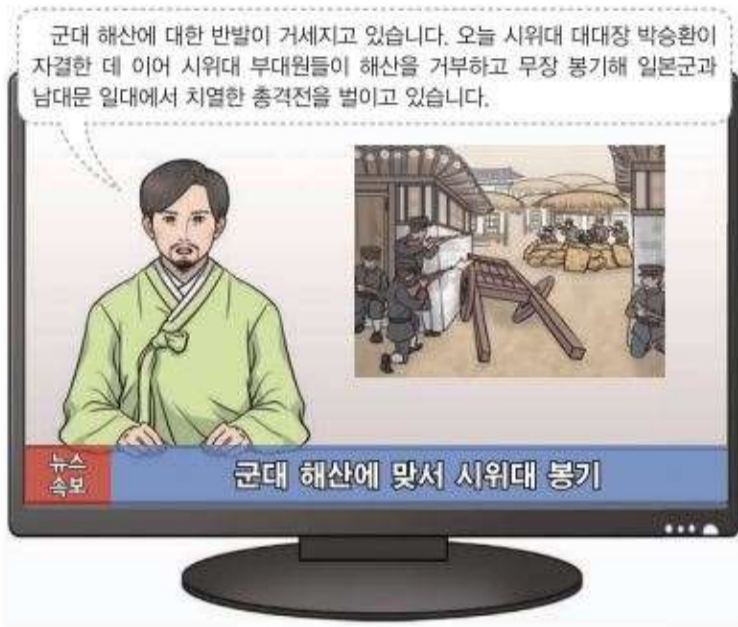 군대 해산에 대한 반발이 거세지고 있습니다. 오늘 시위대 대대장 박승환이
자결한 데 이어 시위대 부대원들이 해산을 거부하고 무장 봉기해 일본군과
남대문 일대에서 치열한 총격전을 벌이고 있습니다.
뉴스
속보
군대 해산에 맞서 시위대 봉기